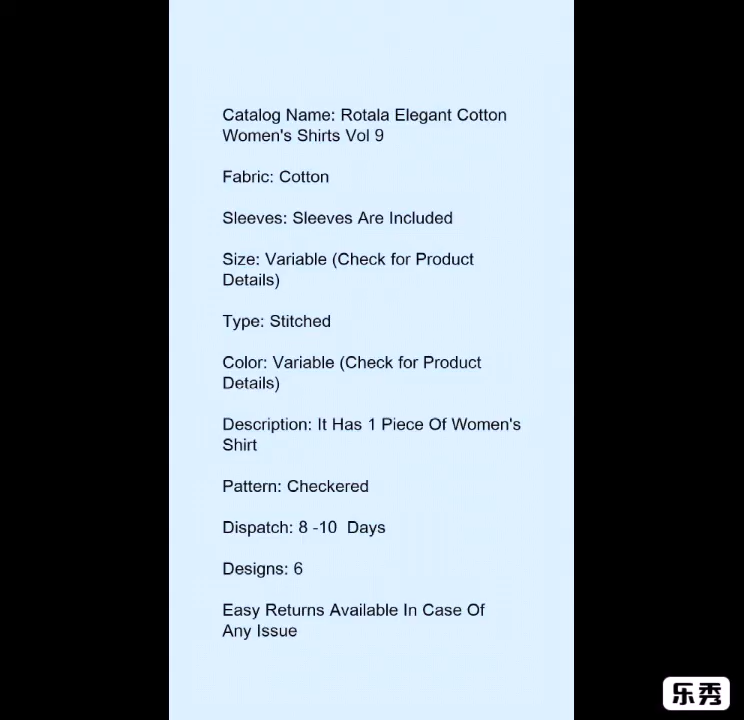 Catalog Name: Rotala Elegant Cotton
Women's Shirts Vol 9
Fabric: Cotton
Sleeves: Sleeves Are Included
Size: Variable (Check for Product
Details)
Type: Stitched
Color: Variable (Check for Product
Details)
Description: It Has 1 Piece Of Women's
Shirt
Pattern: Checkered
Dispatch: 8 -10  Days
Designs: 6
Easy Returns Available In Case Of
Any Issue
乐秀